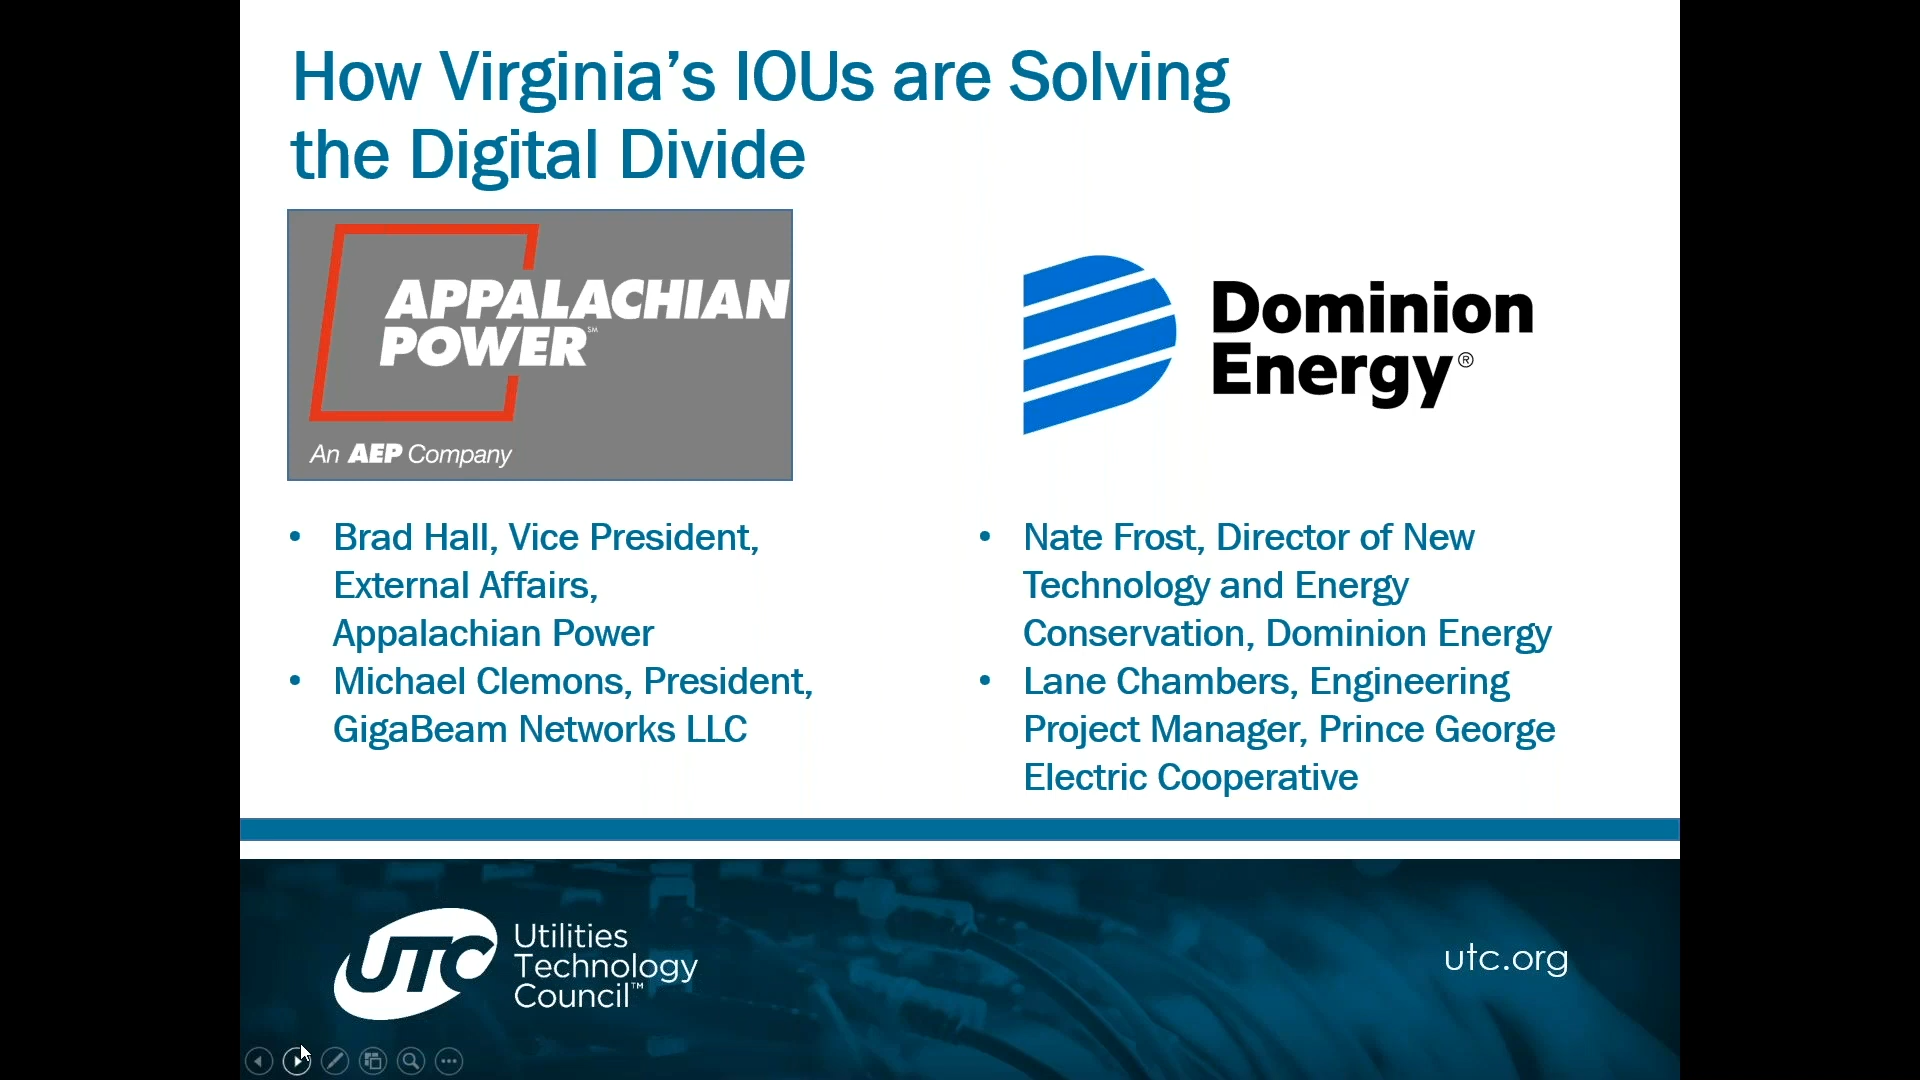 How Virginia's IOUs are Solving
the Digital Divide
APPALACHIAN
POWER℠
An AEP Company
Dominion
Energy®
• Brad Hall, Vice President,
External Affairs,
Appalachian Power
• Michael Clemons, President,
GigaBeam Networks LLC
• Nate Frost, Director of New
Technology and Energy
Conservation, Dominion Energy
• Lane Chambers, Engineering
Project Manager, Prince George
Electric Cooperative
UTC
Utilities
Technology
Council™
utc.org